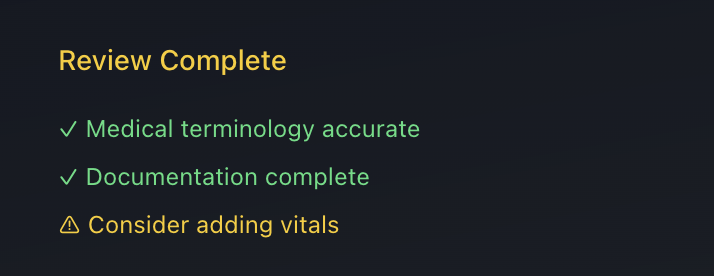 Review Complete
✓ Medical terminology accurate
✓ Documentation complete
⚠ Consider adding vitals